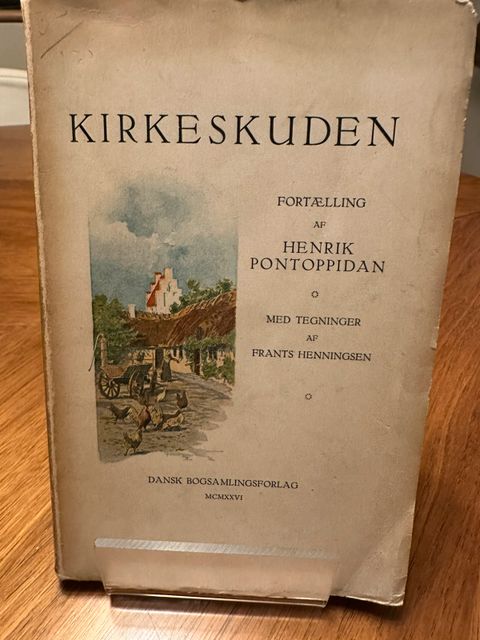 KIRKESKUDEN
FORTÆLLING
AF
HENRIK
PONTOPPIDAN
MED TEGNINGER
AF
FRANTS HENNINGSEN
DANSK BOGSAMLINGSFORLAG
MCMXXVI